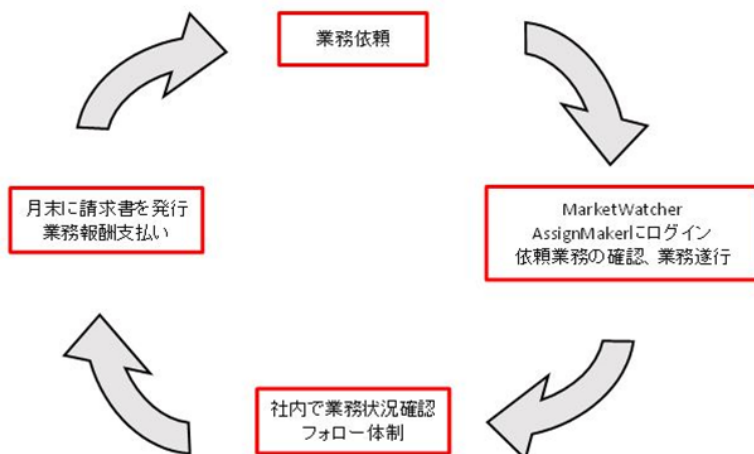 業務依頼
MarketWatcher
AssignMakerにログイン
依頼業務の確認、業務遂行
社内で業務状況確認
フォロー体制
月末に請求書を発行
業務報酬支払い